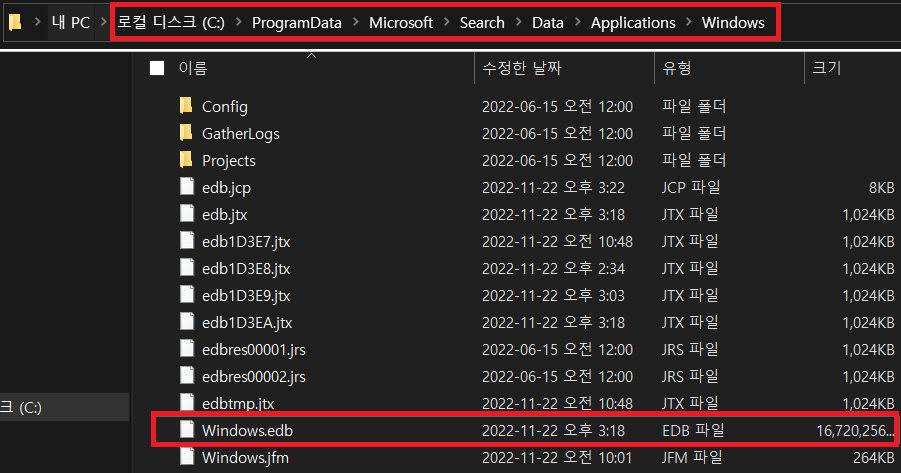 내 PC > 로컬 디스크 (C:) > ProgramData > Microsoft > Search > Data > Applications > Windows
이름 수정한 날짜 유형 크기
Config 2022-06-15 오전 12:00 파일 폴더
GatherLogs 2022-06-15 오전 12:00 파일 폴더
Projects 2022-06-15 오전 12:00 파일 폴더
edb.jcp 2022-11-22 오후 3:22 JCP 파일 8KB
edb.jtx 2022-11-22 오후 3:18 JTX 파일 1,024KB
edb1D3E7.jtx 2022-11-22 오전 10:48 JTX 파일 1,024KB
edb1D3E8.jtx 2022-11-22 오후 2:34 JTX 파일 1,024KB
edb1D3E9.jtx 2022-11-22 오후 3:03 JTX 파일 1,024KB
edb1D3EA.jtx 2022-11-22 오후 3:18 JTX 파일 1,024KB
edbres00001.jrs 2022-06-15 오전 12:00 JRS 파일 1,024KB
edbres00002.jrs 2022-06-15 오전 12:00 JRS 파일 1,024KB
edbtmp.jtx 2022-11-22 오전 10:48 JTX 파일 1,024KB
크 (C:)
Windows.edb 2022-11-22 오후 3:18 EDB 파일 16,720,256...
Windows.jfm 2022-11-22 오전 10:01 JFM 파일 264KB